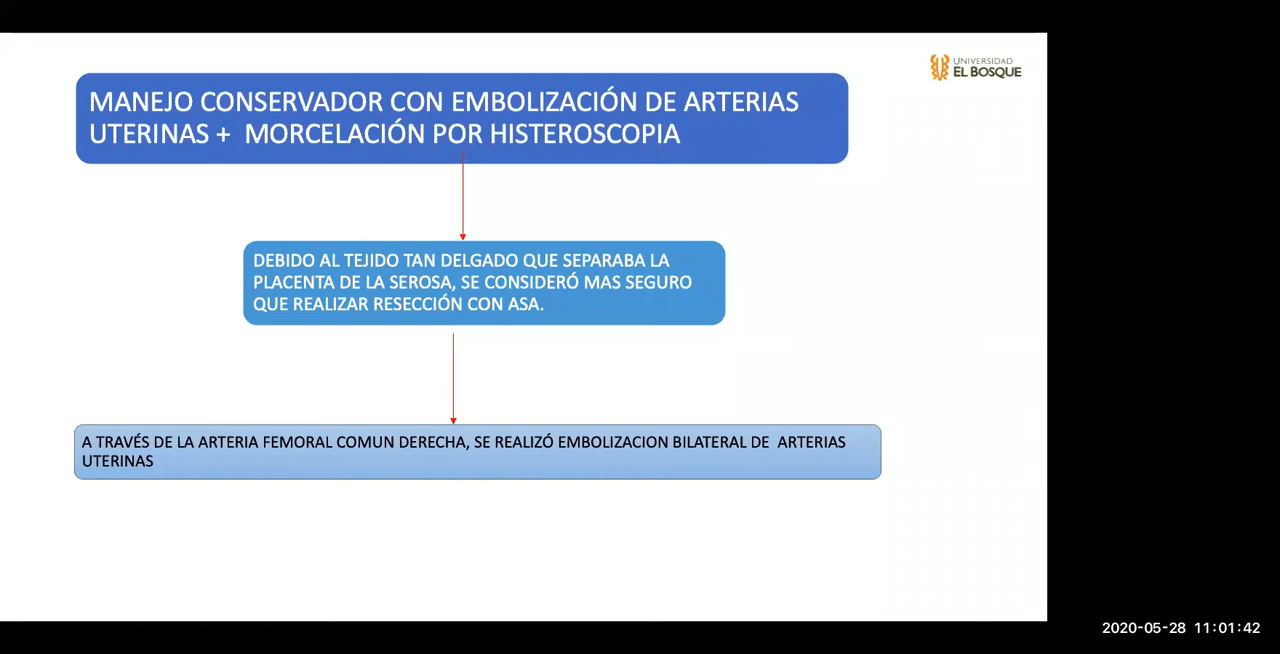 UNIVERSIDAD
EL BOSQUE
MANEJO CONSERVADOR CON EMBOLIZACIÓN DE ARTERIAS
UTERINAS + MORCELACIÓN POR HISTEROSCOPIA
DEBIDO AL TEJIDO TAN DELGADO QUE SEPARABA LA
PLACENTA DE LA SEROSA, SE CONSIDERÓ MAS SEGURO
QUE REALIZAR RESECCIÓN CON ASA.
A TRAVÉS DE LA ARTERIA FEMORAL COMUN DERECHA, SE REALIZÓ EMBOLIZACION BILATERAL DE ARTERIAS
UTERINAS
2020-05-28 11:01:42